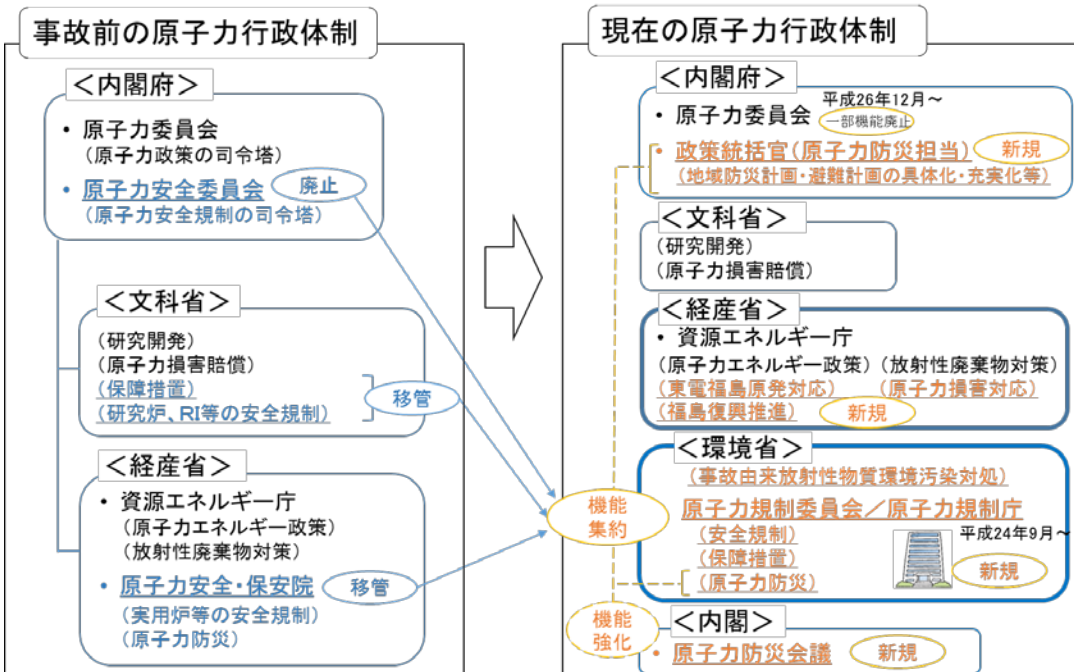 事故前の原子力行政体制
＜内閣府＞
・ 原子力委員会
（原子力政策の司令塔）
・ 原子力安全委員会 廃止
（原子力安全規制の司令塔）
＜文科省＞
（研究開発）
（原子力損害賠償）
（保障措置）
（研究炉、RI等の安全規制）
移管
＜経産省＞
・ 資源エネルギー庁
（原子力エネルギー政策）
（放射性廃棄物対策）
・ 原子力安全・保安院 移管
（実用炉等の安全規制）
（原子力防災）
現在の原子力行政体制
＜内閣府＞
平成26年12月～
・ 原子力委員会 一部機能廃止
・ 政策統括官（原子力防災担当） 新規
（地域防災計画・避難計画の具体化・充実化等）
＜文科省＞
（研究開発）
（原子力損害賠償）
＜経産省＞
・ 資源エネルギー庁
（原子力エネルギー政策）（放射性廃棄物対策）
（東電福島原発対応） （原子力損害対応）
（福島復興推進） 新規
＜環境省＞
（事故由来放射性物質環境汚染対処）
原子力規制委員会／原子力規制庁
（安全規制）
平成24年9月～
（保障措置）
新規
（原子力防災）
機能
集約
機能
強化
＜内閣＞
・ 原子力防災会議 新規